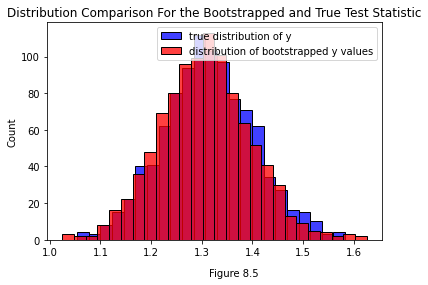 Distribution Comparison For the Bootstrapped and True Test Statistic
true distribution of y
distribution of bootstrapped y values
100
80
60
40
20
0
Count
1.0 1.1 1.2 1.3 1.4 1.5 1.6
Figure 8.5